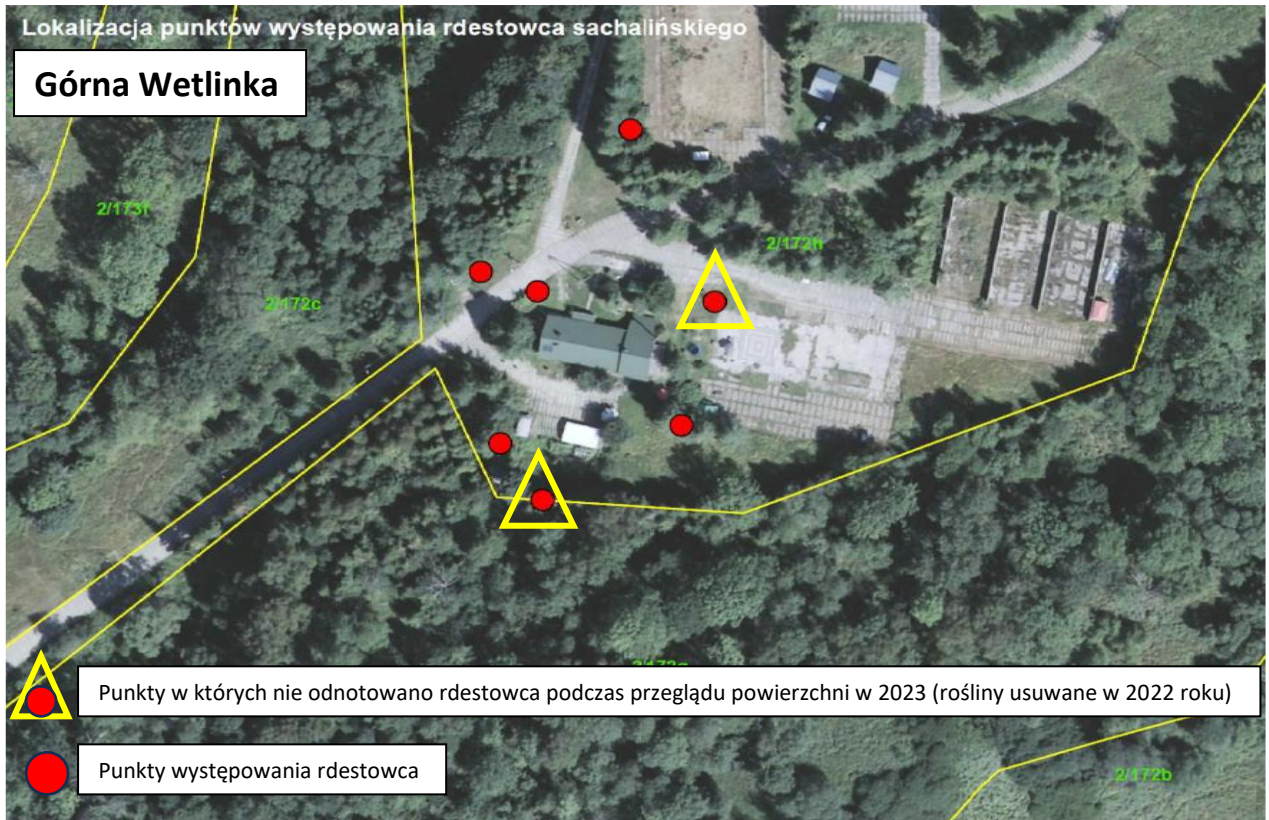 Lokalizacja punktów występowania rdestowca sachalińskiego
Górna Wetlinka
2/173f
2/172h
2/172c
Punkty w których nie odnotowano rdestowca podczas przeglądu powierzchni w 2023 (rośliny usuwane w 2022 roku)
Punkty występowania rdestowca
2/172b